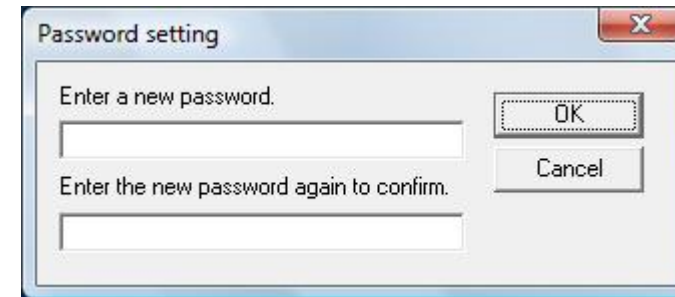 Password setting
Enter a new password.
OK
Cancel
Enter the new password again to confirm.